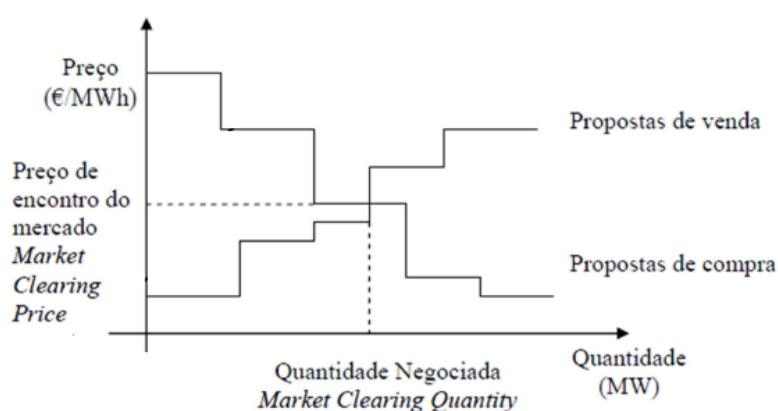 Preço
(€/MWh)
Propostas de venda
Preço de
encontro do
mercado
Market
Clearing
Price
Propostas de compra
Quantidade Negociada
Market Clearing Quantity
Quantidade
(MW)